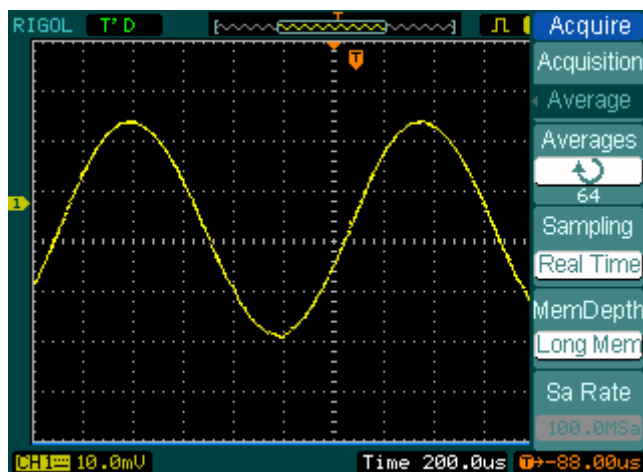 RIGOL T'D T Acquire
T
Acquisition
Average
Averages
64
1
Sampling
Real Time
MemDepth
Long Mem
Sa Rate
100.0MSa
CH1 10.0mV Time 200.0us T→-88.00us